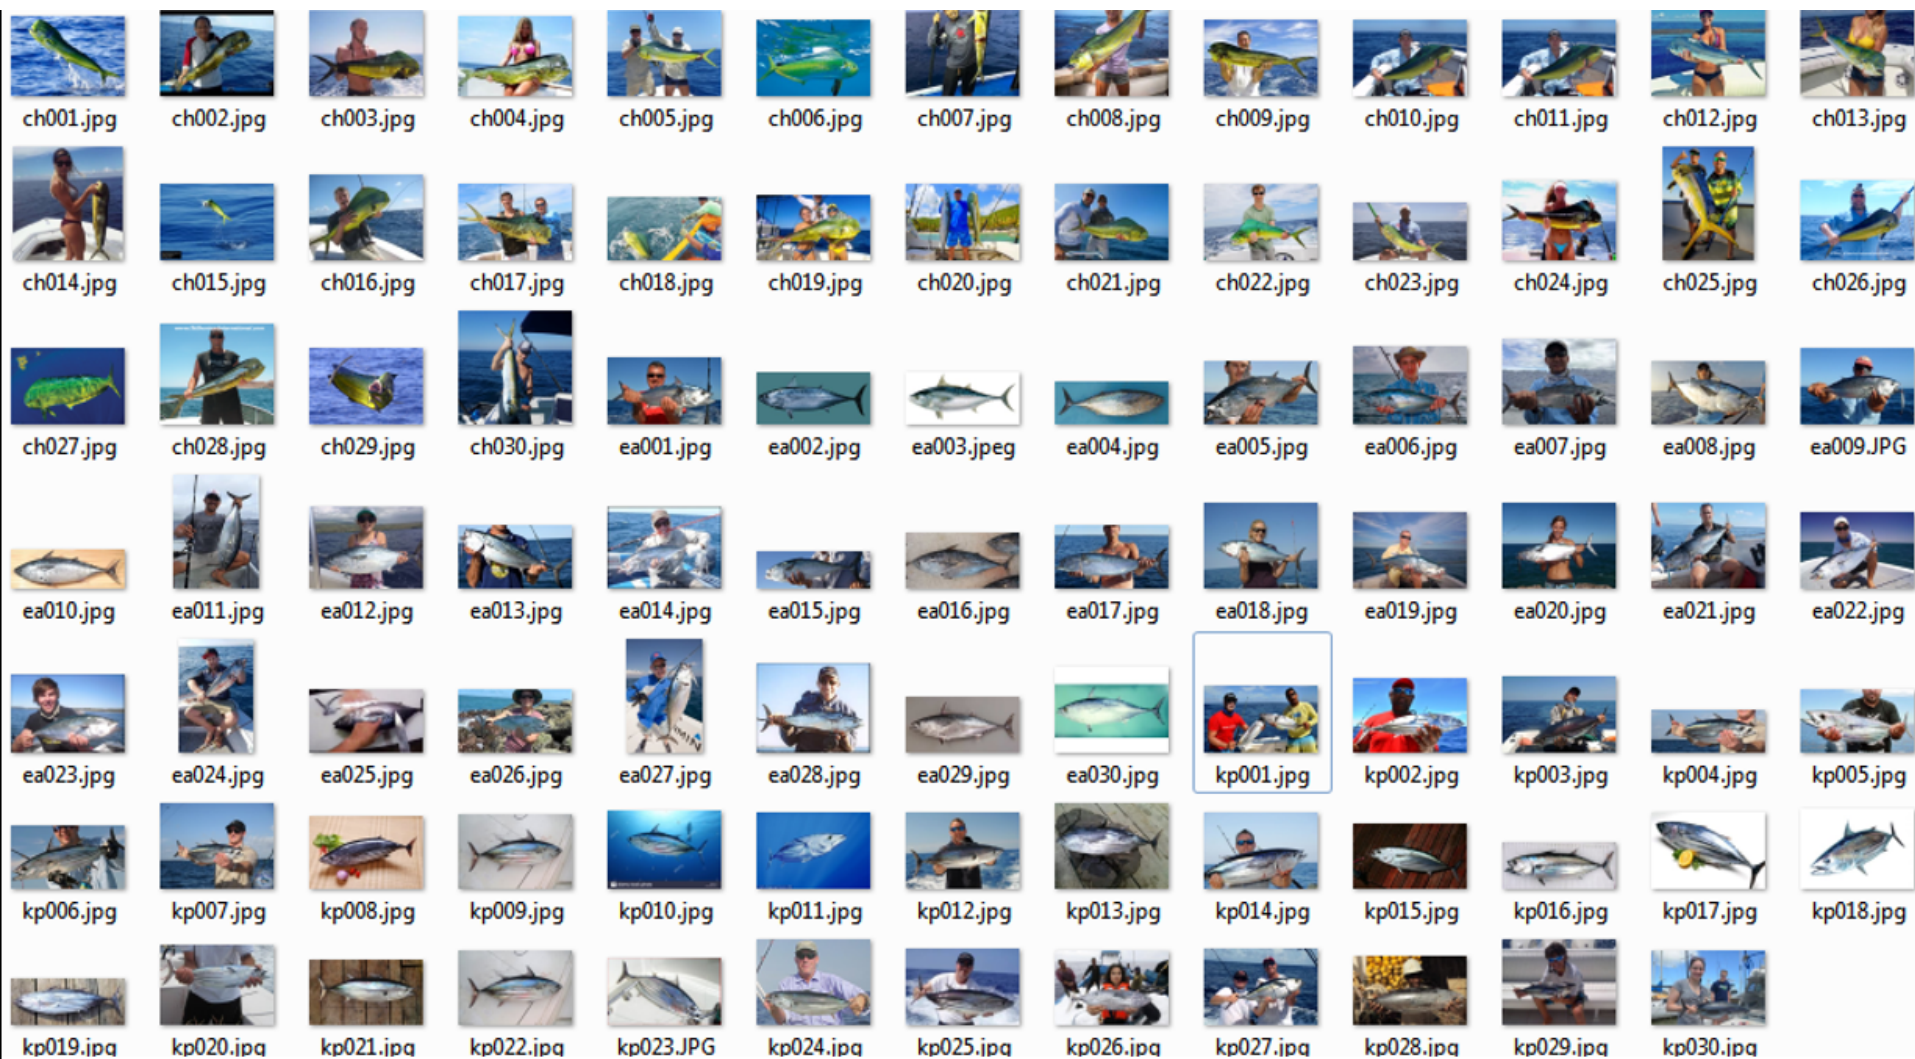 ch001.jpg ch002.jpg ch003.jpg ch004.jpg ch005.jpg ch006.jpg ch007.jpg ch008.jpg ch009.jpg ch010.jpg ch011.jpg ch012.jpg ch013.jpg
ch014.jpg ch015.jpg ch016.jpg ch017.jpg ch018.jpg ch019.jpg ch020.jpg ch021.jpg ch022.jpg ch023.jpg ch024.jpg ch025.jpg ch026.jpg
ch027.jpg ch028.jpg ch029.jpg ch030.jpg ea001.jpg ea002.jpg ea003.jpeg ea004.jpg ea005.jpg ea006.jpg ea007.jpg ea008.jpg ea009.JPG
ea010.jpg ea011.jpg ea012.jpg ea013.jpg ea014.jpg ea015.jpg ea016.jpg ea017.jpg ea018.jpg ea019.jpg ea020.jpg ea021.jpg ea022.jpg
ea023.jpg ea024.jpg ea025.jpg ea026.jpg ea027.jpg ea028.jpg ea029.jpg ea030.jpg kp001.jpg kp002.jpg kp003.jpg kp004.jpg kp005.jpg
kp006.jpg kp007.jpg kp008.jpg kp009.jpg kp010.jpg kp011.jpg kp012.jpg kp013.jpg kp014.jpg kp015.jpg kp016.jpg kp017.jpg kp018.jpg
kp019.jpg kp020.jpg kp021.jpg kp022.jpg kp023.JPG kp024.jpg kp025.jpg kp026.jpg kp027.jpg kp028.jpg kp029.jpg kp030.jpg